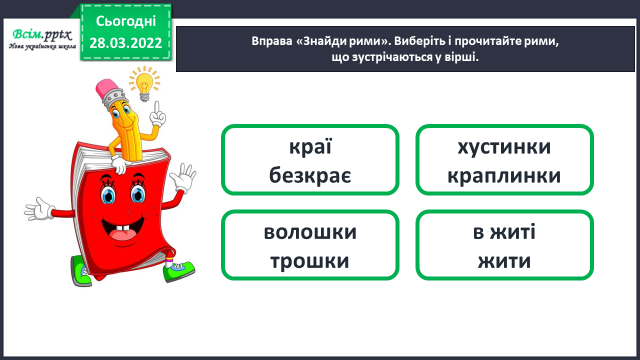 Всім.pptx
Нова українська школа
Сьогодні
28.03.2022
Вправа «Знайди рими». Виберіть і прочитайте рими,
що зустрічаються у вірші.
краї
безкрає
хустинки
краплинки
волошки
трошки
в житі
жити